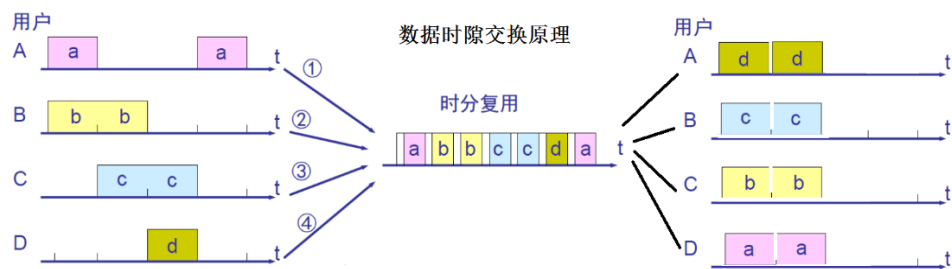 用户
数据时隙交换原理
用户
A a a t
①
B b b t
②
C c c t
③
D d t
④
时分复用
a b b c c d a t
A d d t
B c c t
C b b t
D a a t